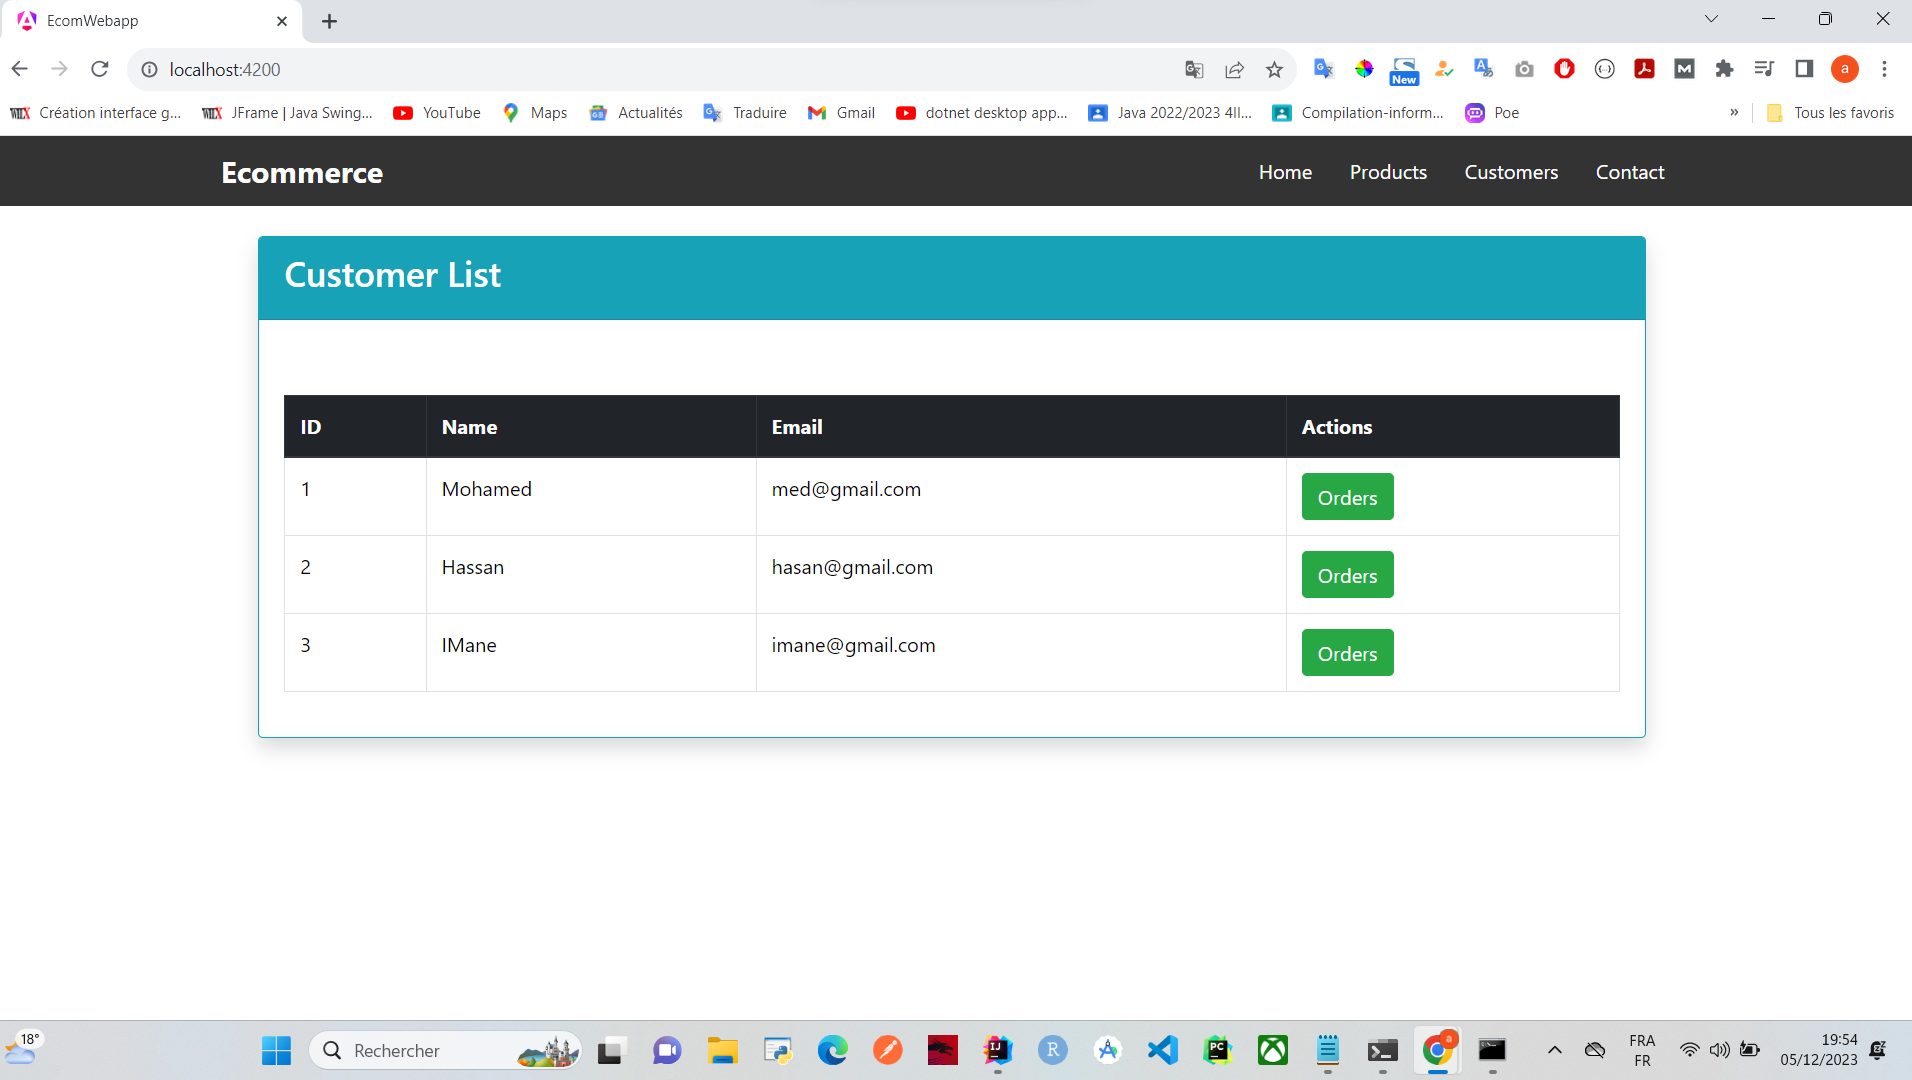 EcomWebapp
localhost:4200
New
Création interface g... JFrame | Java Swing... YouTube Maps Actualités Traduire Gmail dotnet desktop app... Java 2022/2023 4II... Compilation-inform... Poe » Tous les favoris
Ecommerce Home Products Customers Contact
Customer List
ID Name Email Actions
1 Mohamed med@gmail.com Orders
2 Hassan hasan@gmail.com Orders
3 IMane imane@gmail.com Orders
18°
Rechercher
FRA
FR
19:54
05/12/2023